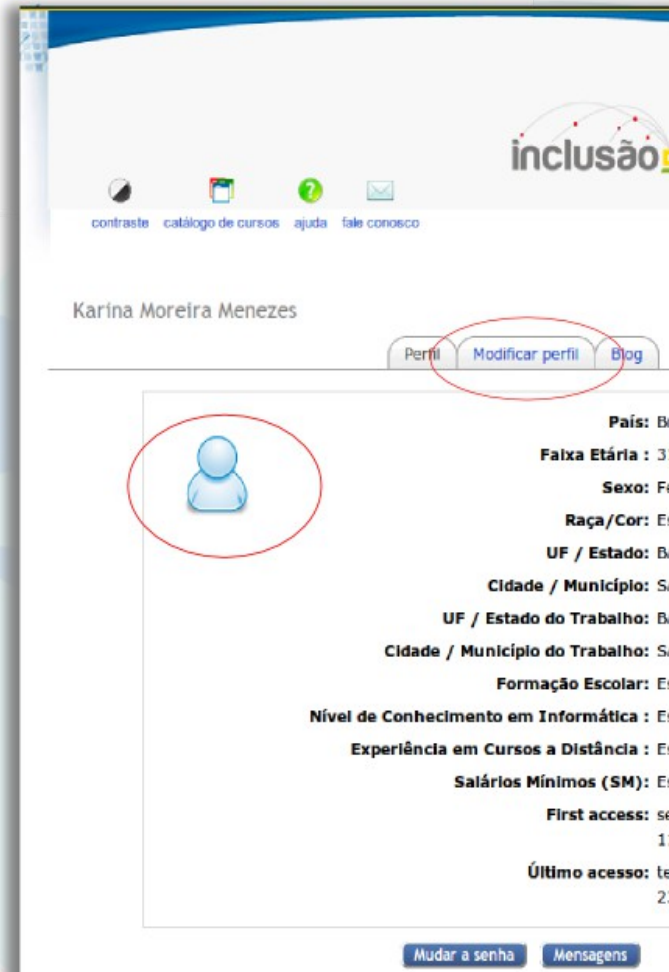 inclusão
contraste catálogo de cursos ajuda fale conosco
Karina Moreira Menezes
Perfil Modificar perfil Blog
País:
Faixa Etária :
Sexo:
Raça/Cor:
UF / Estado:
Cidade / Município:
UF / Estado do Trabalho:
Cidade / Município do Trabalho:
Formação Escolar:
Nível de Conhecimento em Informática :
Experiência em Cursos a Distância :
Salários Mínimos (SM):
First access:
Último acesso:
Mudar a senha Mensagens